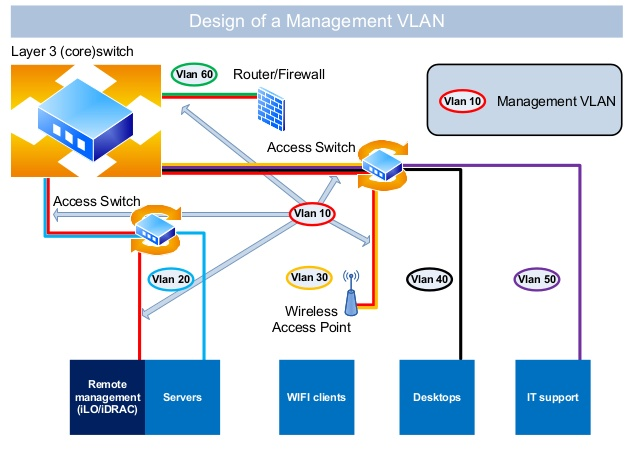 Design of a Management VLAN
Layer 3 (core)switch
Vlan 60
Router/Firewall
Vlan 10
Management VLAN
Access Switch
Access Switch
Vlan 10
Vlan 20
Vlan 30
Vlan 40
Vlan 50
Wireless
Access Point
Remote
management
(iLO/iDRAC)
Servers
WIFI clients
Desktops
IT support